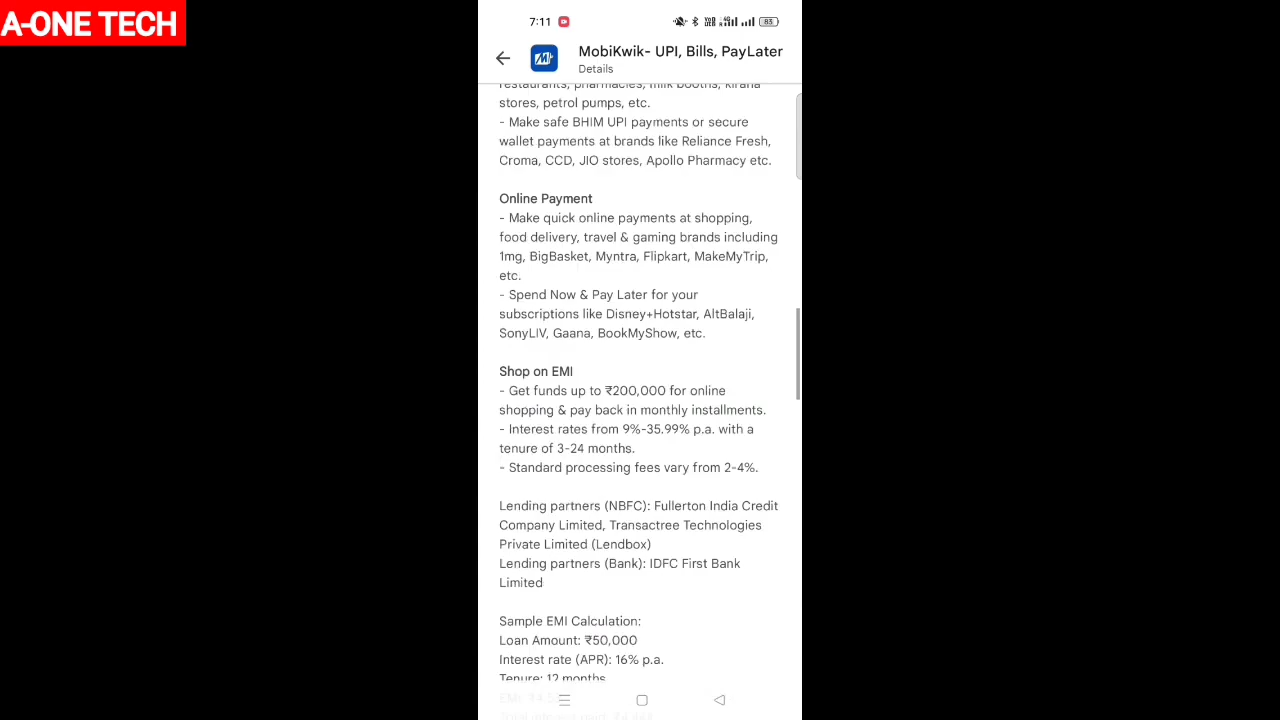 A-ONE TECH
7:11
83
MobiKwik- UPI, Bills, PayLater
Details
restaurants, pharmacies, milk booths, kirana
stores, petrol pumps, etc.
- Make safe BHIM UPI payments or secure
wallet payments at brands like Reliance Fresh,
Croma, CCD, JIO stores, Apollo Pharmacy etc.
Online Payment
- Make quick online payments at shopping,
food delivery, travel & gaming brands including
1mg, BigBasket, Myntra, Flipkart, MakeMyTrip,
etc.
- Spend Now & Pay Later for your
subscriptions like Disney+Hotstar, AltBalaji,
SonyLIV, Gaana, BookMyShow, etc.
Shop on EMI
- Get funds up to ₹200,000 for online
shopping & pay back in monthly installments.
- Interest rates from 9%-35.99% p.a. with a
tenure of 3-24 months.
- Standard processing fees vary from 2-4%.
Lending partners (NBFC): Fullerton India Credit
Company Limited, Transactree Technologies
Private Limited (Lendbox)
Lending partners (Bank): IDFC First Bank
Limited
Sample EMI Calculation:
Loan Amount: ₹50,000
Interest rate (APR): 16% p.a.
Tenure: 12 months